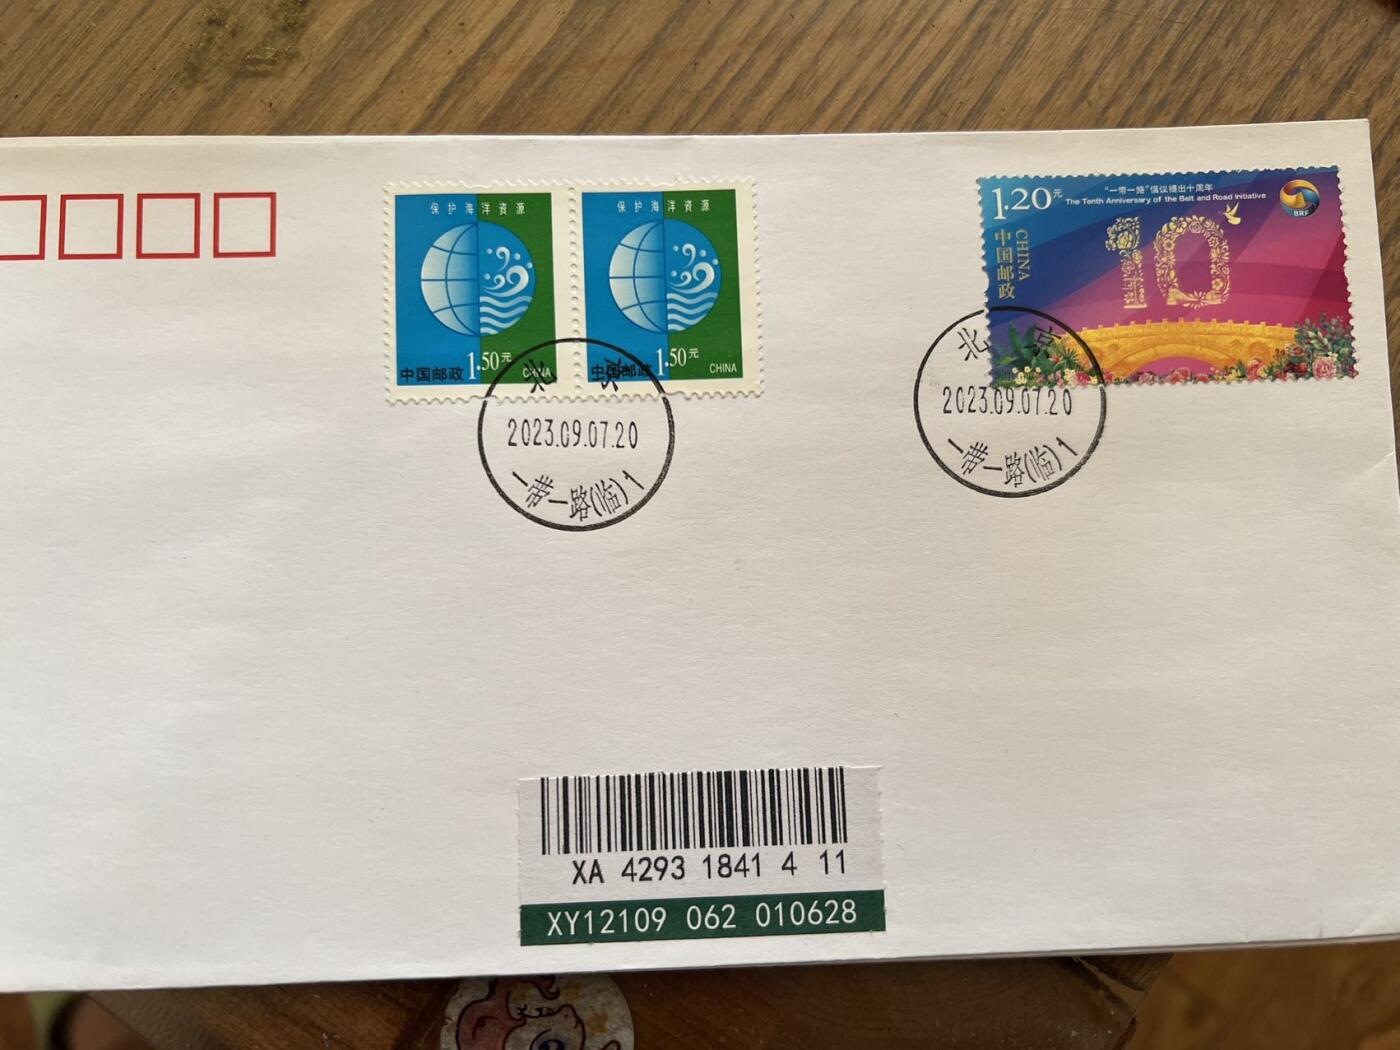 保护海洋资源
1.50元
中国邮政
CHINA
保护海洋资源
1.50元
中国邮政
CHINA
北京
2023.09.07.20
一带一路(临)1
1.20元
“一带一路”倡议提出十周年
The Tenth Anniversary of the Belt and Road Initiative
BRF
中国邮政
CHINA
10
北京
2023.09.07.20
一带一路(临)1
XA 4293 1841 4 11
XY12109 062 010628